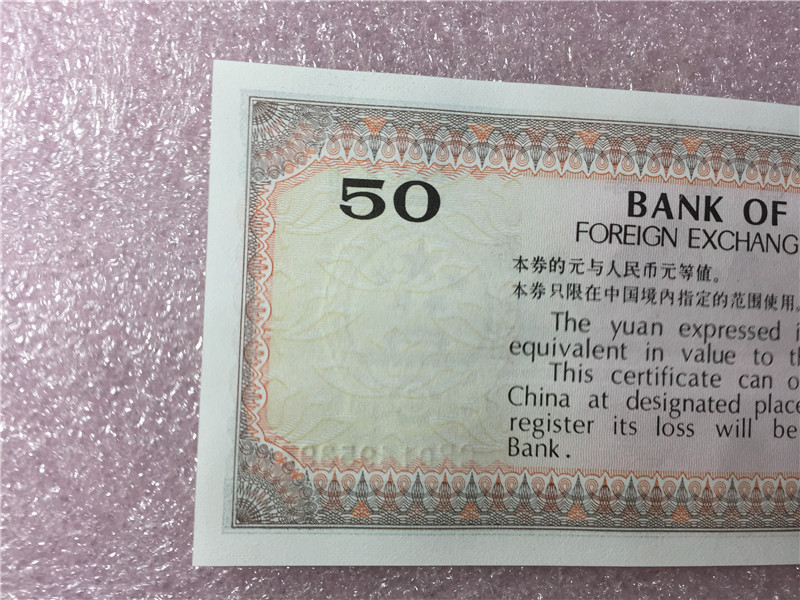 50
BANK OF
FOREIGN EXCHANG
本券的元与人民币元等值。
本券只限在中国境内指定的范围使用。
The yuan expressed i
equivalent in value to th
This certificate can o
China at designated place
register its loss will be
Bank.